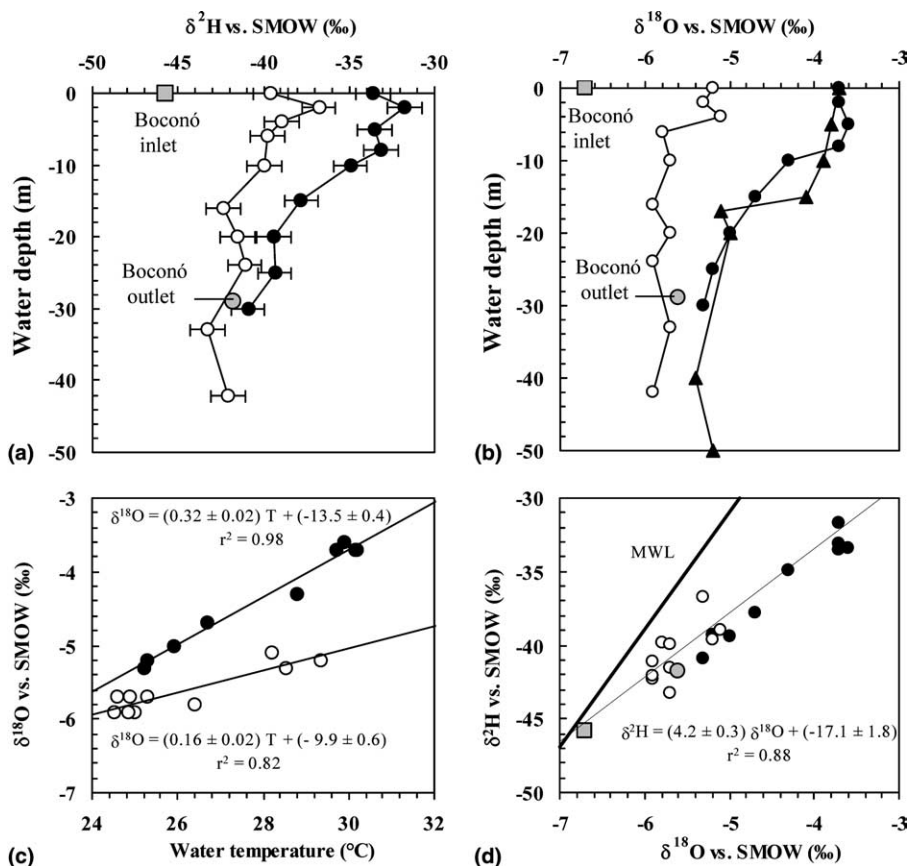 δ²H vs. SMOW (‰)
-50 -45 -40 -35 -30
0
-10
-20
-30
-40
-50
Water depth (m)
Boconó
inlet
Boconó
outlet
(a)
δ¹⁸O vs. SMOW (‰)
-7 -6 -5 -4 -3
0
-10
-20
-30
-40
-50
Water depth (m)
Boconó
inlet
Boconó
outlet
(b)
-3
-4
-5
-6
-7
δ¹⁸O vs. SMOW (‰)
δ¹⁸O = (0.32 ± 0.02) T + (-13.5 ± 0.4)
r² = 0.98
δ¹⁸O = (0.16 ± 0.02) T + (- 9.9 ± 0.6)
r² = 0.82
24 26 28 30 32
Water temperature (°C)
(c)
-30
-35
-40
-45
-50
δ²H vs. SMOW (‰)
MWL
δ²H = (4.2 ± 0.3) δ¹⁸O + (-17.1 ± 1.8)
r² = 0.88
-7 -6 -5 -4 -3
δ¹⁸O vs. SMOW (‰)
(d)